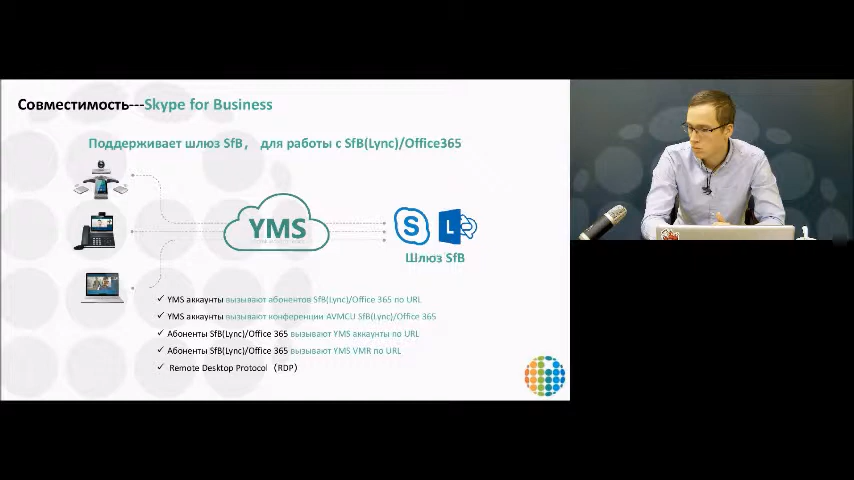 Совместимость---Skype for Business
Поддерживает шлюз SfB， для работы с SfB(Lync)/Office365
YMS
S
L
Шлюз SfB
✓ YMS аккаунты вызывают абонентов SfB(Lync)/Office 365 по URL
✓ YMS аккаунты вызывают конференции AVMCU SfB(Lync)/Office 365
✓ Абоненты SfB(Lync)/Office 365 вызывают YMS аккаунты по URL
✓ Абоненты SfB(Lync)/Office 365 вызывают YMS VMR по URL
✓ Remote Desktop Protocol（RDP）